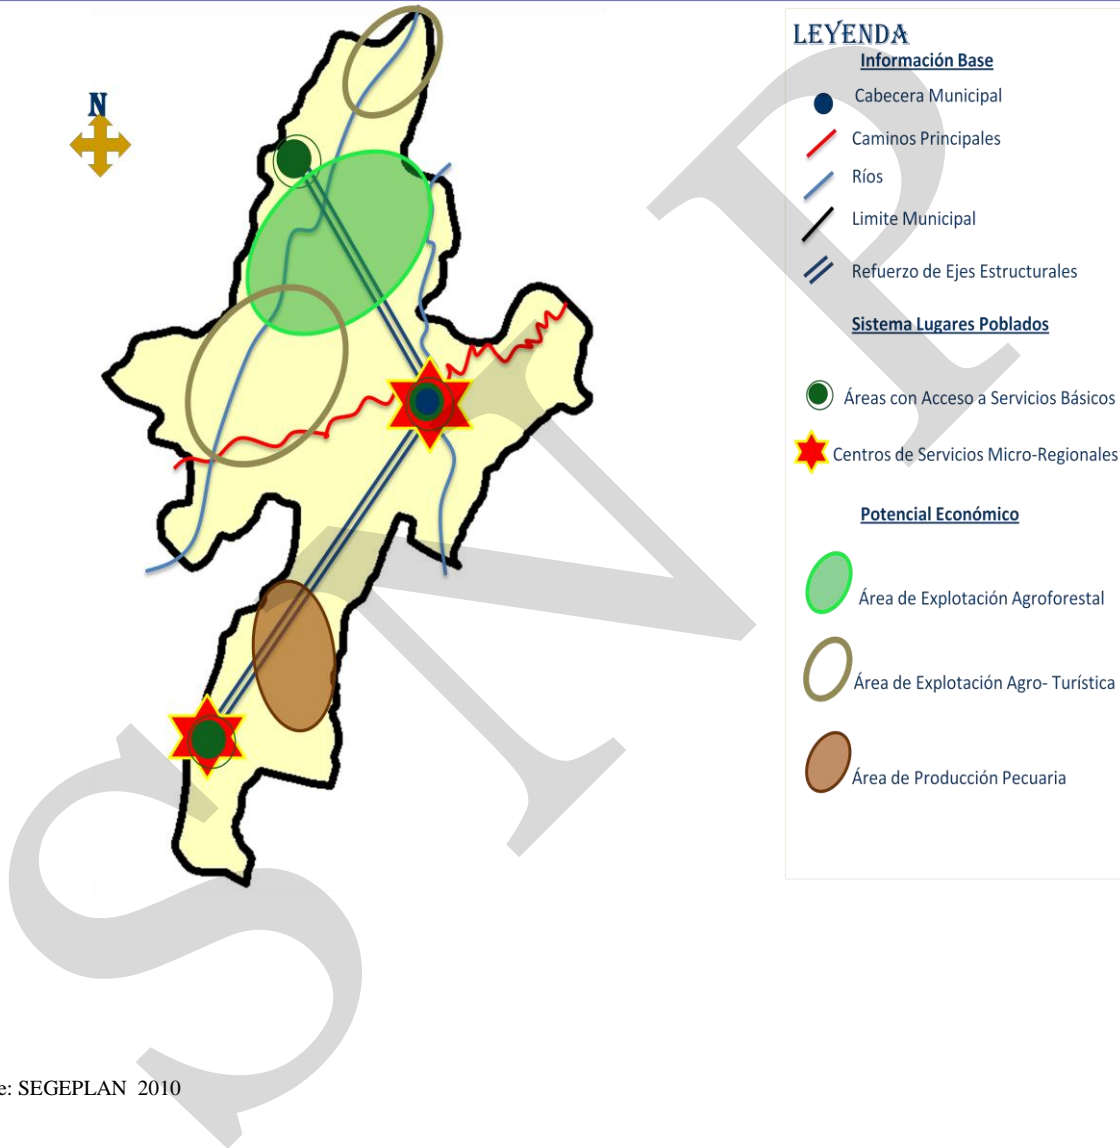 N
LEYENDA
Información Base
Cabecera Municipal
Caminos Principales
Ríos
Limite Municipal
Refuerzo de Ejes Estructurales
Sistema Lugares Poblados
Áreas con Acceso a Servicios Básicos
Centros de Servicios Micro-Regionales
Potencial Económico
Área de Explotación Agroforestal
Área de Explotación Agro- Turística
Área de Producción Pecuaria
e: SEGEPLAN 2010